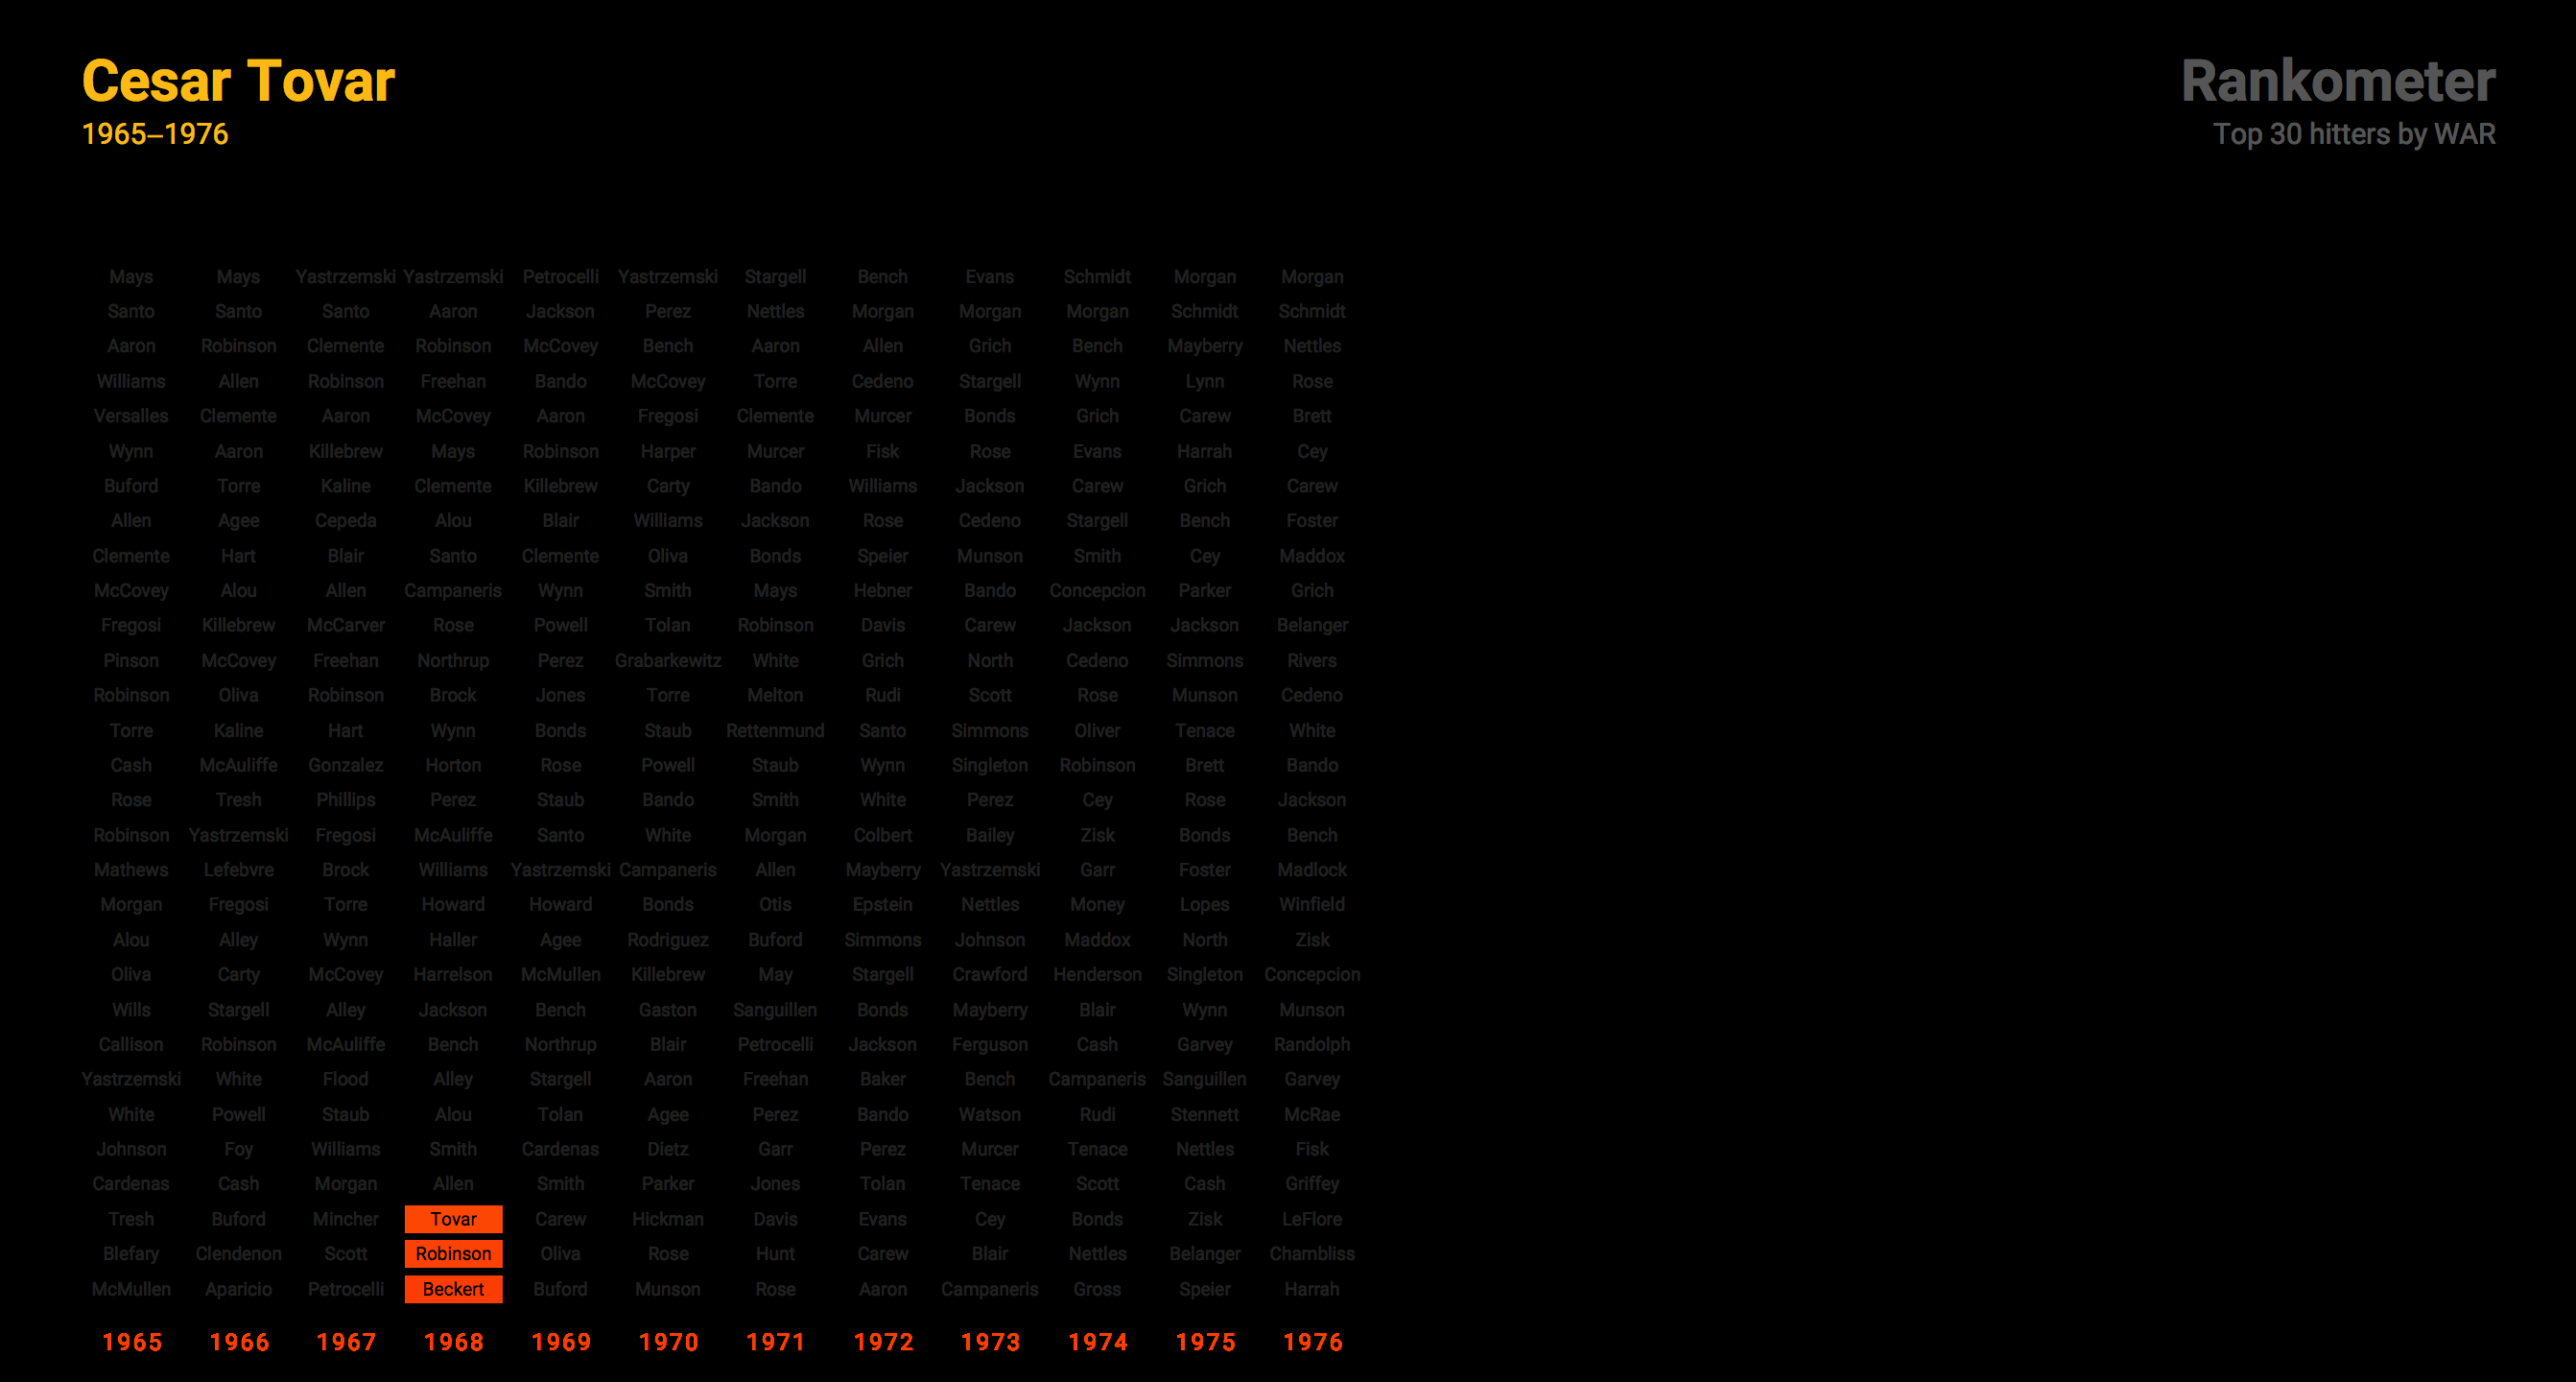 Cesar Tovar
1965–1976
Rankometer
Top 30 hitters by WAR
Mays Mays Yastrzemski Yastrzemski Petrocelli Yastrzemski Stargell Bench Evans Schmidt Morgan Morgan
Santo Santo Santo Aaron Jackson Perez Nettles Morgan Morgan Morgan Schmidt Schmidt
Aaron Robinson Clemente Robinson McCovey Bench Aaron Allen Grich Bench Mayberry Nettles
Williams Allen Robinson Freehan Bando McCovey Torre Cedeno Stargell Wynn Lynn Rose
Versalles Clemente Aaron McCovey Aaron Fregosi Clemente Murcer Bonds Grich Carew Brett
Wynn Aaron Killebrew Mays Robinson Harper Murcer Fisk Rose Evans Harrah Cey
Buford Torre Kaline Clemente Killebrew Carty Bando Williams Jackson Carew Grich Carew
Allen Agee Cepeda Alou Blair Williams Jackson Rose Cedeno Stargell Bench Foster
Clemente Hart Blair Santo Clemente Oliva Bonds Speier Munson Smith Cey Maddox
McCovey Alou Allen Campaneris Wynn Smith Mays Hebner Bando Concepcion Parker Grich
Fregosi Killebrew McCarver Rose Powell Tolan Robinson Davis Carew Jackson Jackson Belanger
Pinson McCovey Freehan Northrup Perez Grabarkewitz White Grich North Cedeno Simmons Rivers
Robinson Oliva Robinson Brock Jones Torre Melton Rudi Scott Rose Munson Cedeno
Torre Kaline Hart Wynn Bonds Staub Rettenmund Santo Simmons Oliver Tenace White
Cash McAuliffe Gonzalez Horton Rose Powell Staub Wynn Singleton Robinson Brett Bando
Rose Tresh Phillips Perez Staub Bando Smith White Perez Cey Rose Jackson
Robinson Yastrzemski Fregosi McAuliffe Santo White Morgan Colbert Bailey Zisk Bonds Bench
Mathews Lefebvre Brock Williams Yastrzemski Campaneris Allen Mayberry Yastrzemski Garr Foster Madlock
Morgan Fregosi Torre Howard Howard Bonds Otis Epstein Nettles Money Lopes Winfield
Alou Alley Wynn Haller Agee Rodriguez Buford Simmons Johnson Maddox North Zisk
Oliva Carty McCovey Harrelson McMullen Killebrew May Stargell Crawford Henderson Singleton Concepcion
Wills Stargell Alley Jackson Bench Gaston Sanguillen Bonds Mayberry Blair Wynn Munson
Callison Robinson McAuliffe Bench Northrup Blair Petrocelli Jackson Ferguson Cash Garvey Randolph
Yastrzemski White Flood Alley Stargell Aaron Freehan Baker Bench Campaneris Sanguillen Garvey
White Powell Staub Alou Tolan Agee Perez Bando Watson Rudi Stennett McRae
Johnson Foy Williams Smith Cardenas Dietz Garr Perez Murcer Tenace Nettles Fisk
Cardenas Cash Morgan Allen Smith Parker Jones Tolan Tenace Scott Cash Griffey
Tresh Buford Mincher Tovar Carew Hickman Davis Evans Cey Bonds Zisk LeFlore
Blefary Clendenon Scott Robinson Oliva Rose Hunt Carew Blair Nettles Belanger Chambliss
McMullen Aparicio Petrocelli Beckert Buford Munson Rose Aaron Campaneris Gross Speier Harrah
1965 1966 1967 1968 1969 1970 1971 1972 1973 1974 1975 1976